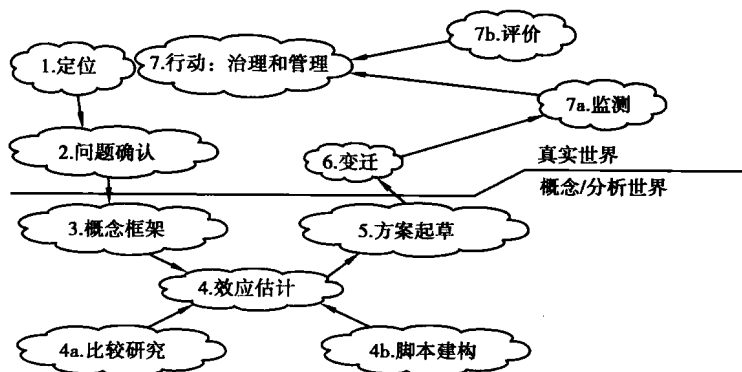 7b.评价
1.定位
7.行动：治理和管理
7a.监测
2.问题确认
6.变迁
真实世界
概念/分析世界
3.概念框架
5.方案起草
4.效应估计
4a.比较研究
4b.脚本建构